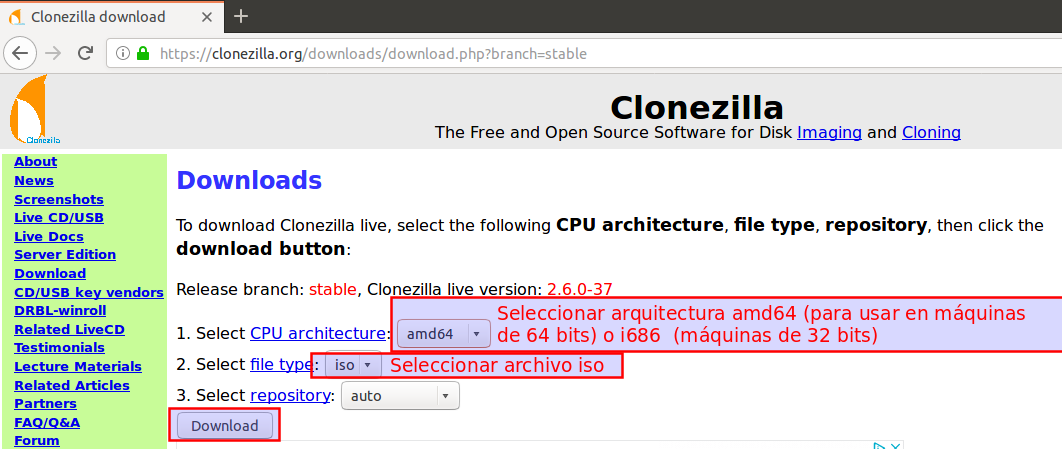 Clonezilla download
https://clonezilla.org/downloads/download.php?branch=stable
Clonezilla
Clonezilla
The Free and Open Source Software for Disk Imaging and Cloning
About
News
Screenshots
Live CD/USB
Live Docs
Server Edition
Download
CD/USB key vendors
DRBL-winroll
Related LiveCD
Testimonials
Lecture Materials
Related Articles
Partners
FAQ/Q&A
Forum
Downloads
To download Clonezilla live, select the following CPU architecture, file type, repository, then click the
download button:
Release branch: stable, Clonezilla live version: 2.6.0-37
1. Select CPU architecture: amd64
Seleccionar arquitectura amd64 (para usar en máquinas
de 64 bits) o i686 (máquinas de 32 bits)
2. Select file type: iso Seleccionar archivo iso
3. Select repository: auto
Download